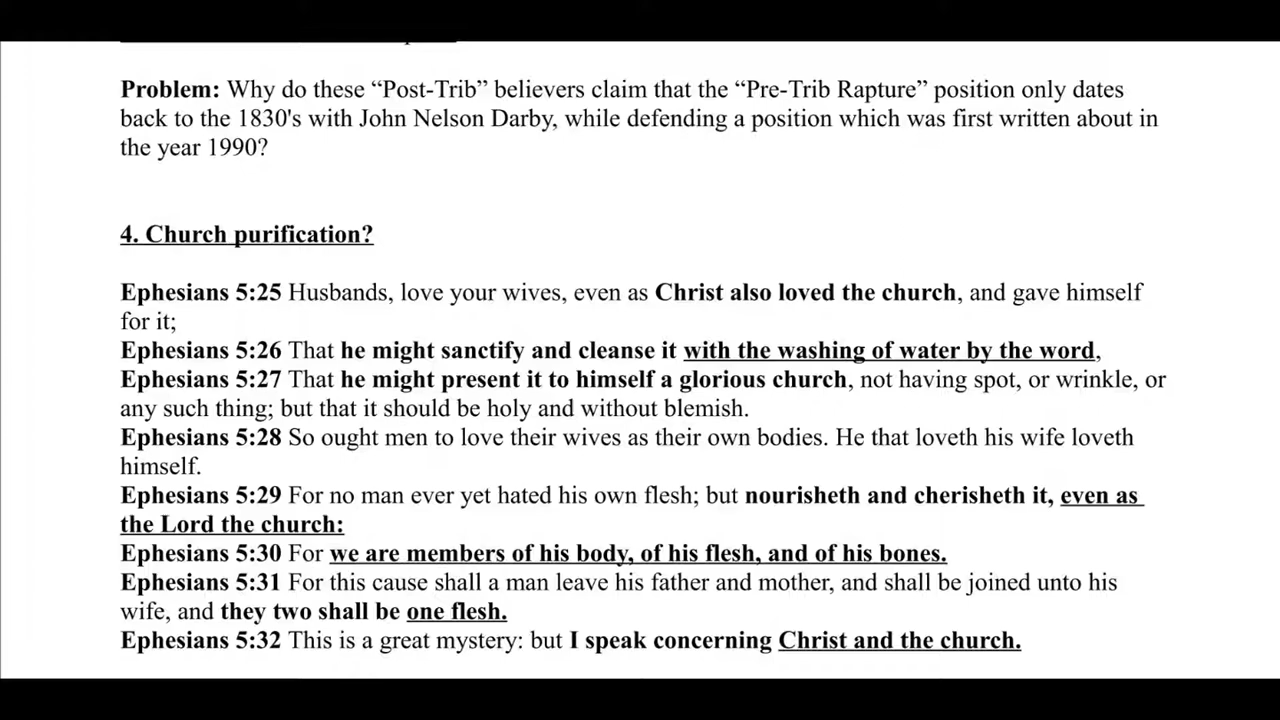 Problem: Why do these “Post-Trib” believers claim that the “Pre-Trib Rapture” position only dates
back to the 1830's with John Nelson Darby, while defending a position which was first written about in
the year 1990?
4. Church purification?
Ephesians 5:25 Husbands, love your wives, even as Christ also loved the church, and gave himself
for it;
Ephesians 5:26 That he might sanctify and cleanse it with the washing of water by the word,
Ephesians 5:27 That he might present it to himself a glorious church, not having spot, or wrinkle, or
any such thing; but that it should be holy and without blemish.
Ephesians 5:28 So ought men to love their wives as their own bodies. He that loveth his wife loveth
himself.
Ephesians 5:29 For no man ever yet hated his own flesh; but nourisheth and cherisheth it, even as
the Lord the church:
Ephesians 5:30 For we are members of his body, of his flesh, and of his bones.
Ephesians 5:31 For this cause shall a man leave his father and mother, and shall be joined unto his
wife, and they two shall be one flesh.
Ephesians 5:32 This is a great mystery: but I speak concerning Christ and the church.